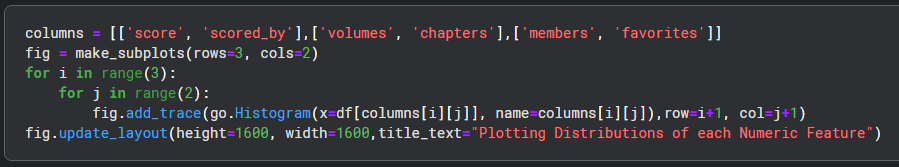 columns = [['score', 'scored_by'],['volumes', 'chapters'],['members', 'favorites']]
fig = make_subplots(rows=3, cols=2)
for i in range(3):
    for j in range(2):
        fig.add_trace(go.Histogram(x=df[columns[i][j]], name=columns[i][j]),row=i+1, col=j+1)
fig.update_layout(height=1600, width=1600,title_text="Plotting Distributions of each Numeric Feature")